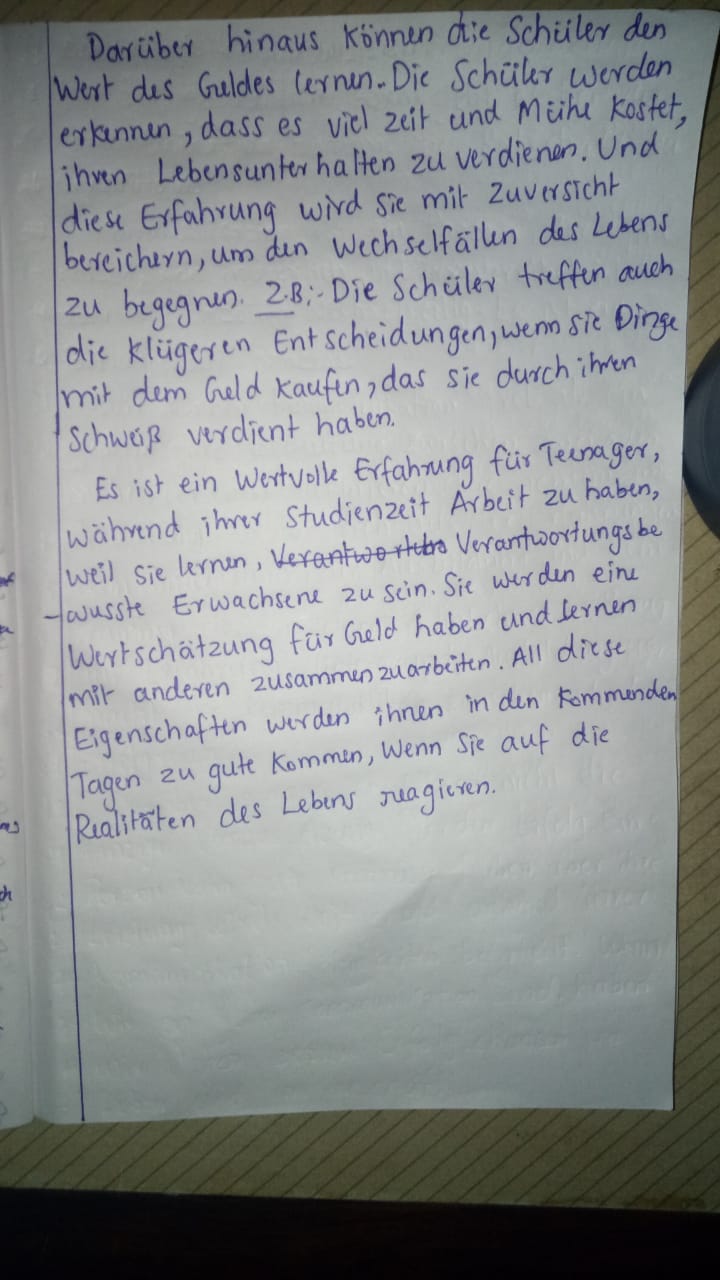 Darüber hinaus können die Schüler den
Wert des Geldes lernen. Die Schüler werden
erkennen, dass es viel zeit und Mühe kostet,
ihren Lebensunterhalten zu verdienen. Und
diese Erfahrung wird sie mit Zuversicht
bereichern, um den Wechselfällen des Lebens
zu begegnen. Z.B:- Die Schüler treffen auch
die klügeren Entscheidungen, wenn sie Dinge
mit dem Geld kaufen, das sie durch ihren
Schweiß verdient haben.
Es ist ein Wertvolle Erfahrung für Teenager,
während ihrer Studienzeit Arbeit zu haben,
weil sie lernen, Verantwortungsbe
-wusste Erwachsene zu sein. Sie werden eine
Wertschätzung für Geld haben und lernen
mit anderen zusammenzuarbeiten. All diese
Eigenschaften werden ihnen in den kommenden
Tagen zu gute kommen, Wenn sie auf die
Realitäten des Lebens reagieren.